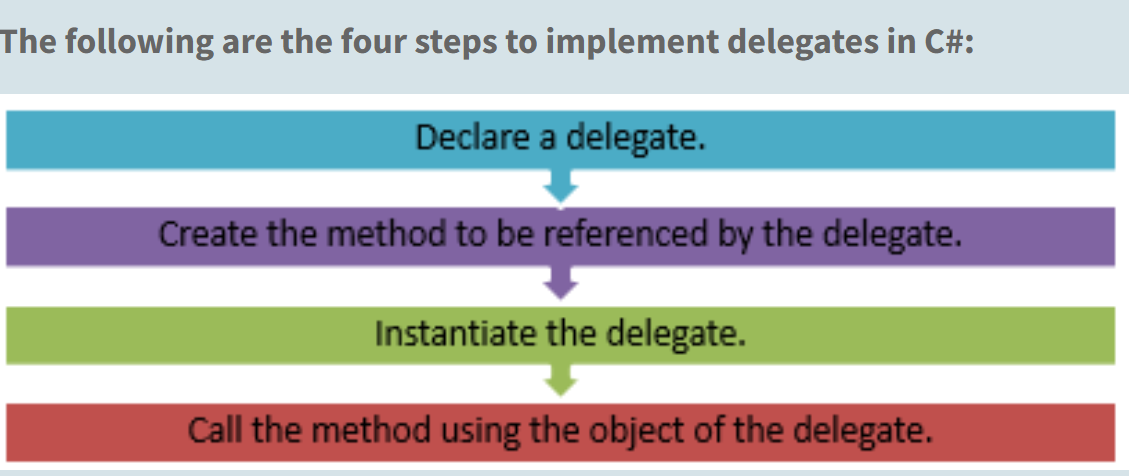 The following are the four steps to implement delegates in C#:
Declare a delegate.
Create the method to be referenced by the delegate.
Instantiate the delegate.
Call the method using the object of the delegate.